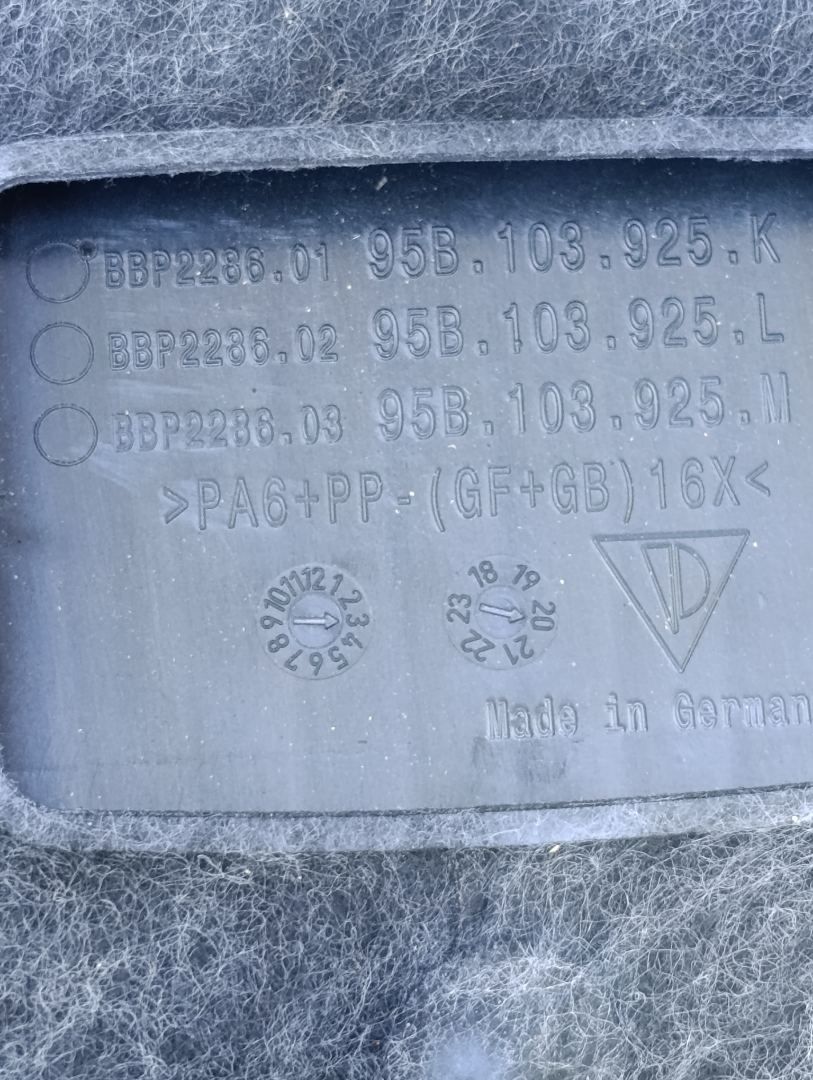 BBP2286.01 95B.103.925.K
BBP2286.02 95B.103.925.L
BBP2286.03 95B.103.925.M
>PA6+PP-(GF+GB)16X<
1 2 3 4 5 6 7 8 9 10 11 12
18 19 20 21 22 23
Made in German